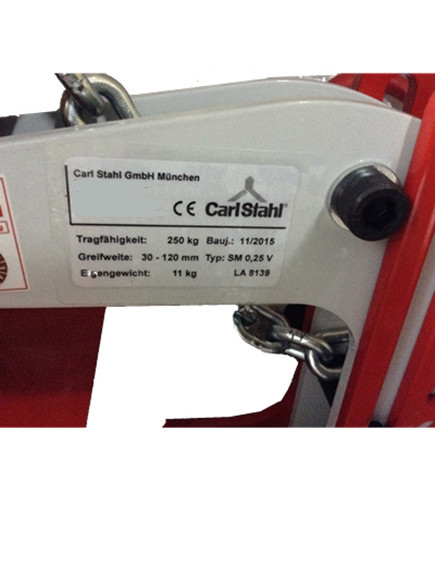 Carl Stahl GmbH München
CE CarlStahl
Tragfähigkeit: 250 kg Bauj.: 11/2015
Greifweite: 30 - 120 mm Typ: SM 0,25 V
Eigengewicht: 11 kg LA 8139